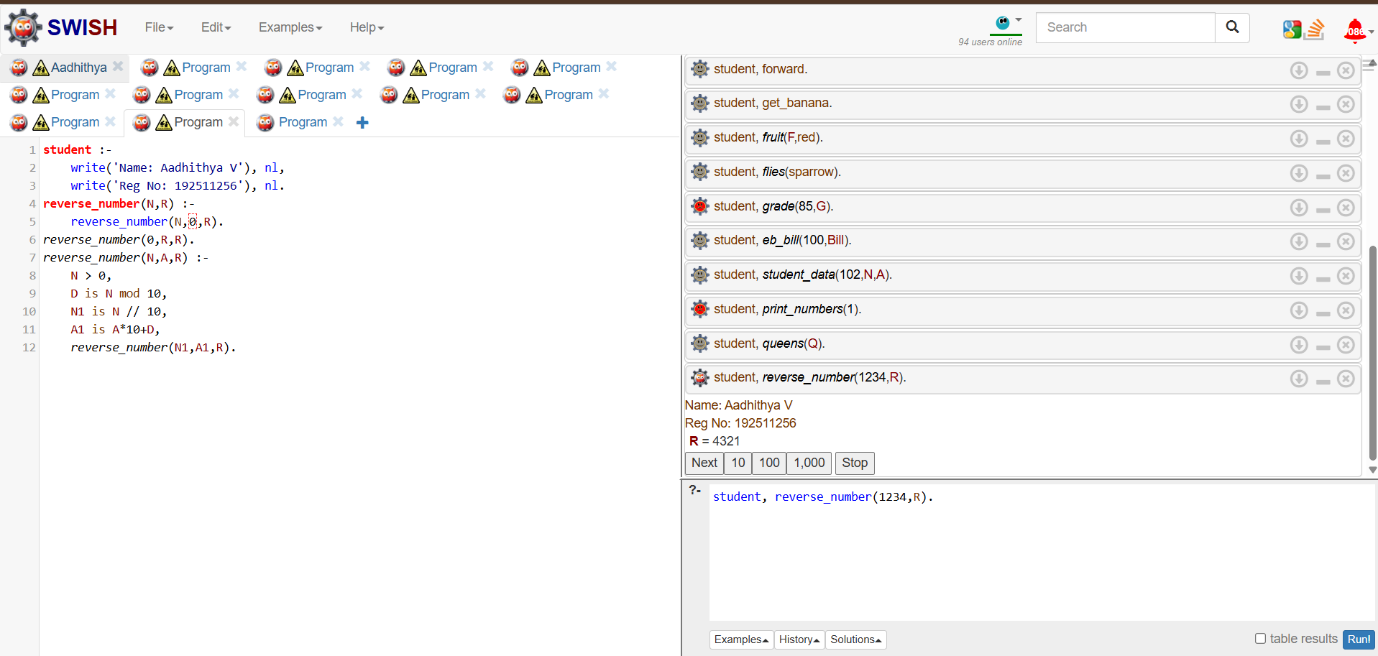 SWISH File Edit Examples Help 94 users online Search
Aadhithya Program Program Program Program
Program Program Program Program Program
Program Program Program
1 student :-
2 write('Name: Aadhithya V'), nl,
3 write('Reg No: 192511256'), nl.
4 reverse_number(N,R) :-
5 reverse_number(N,0,R).
6 reverse_number(0,R,R).
7 reverse_number(N,A,R) :-
8 N > 0,
9 D is N mod 10,
10 N1 is N // 10,
11 A1 is A*10+D,
12 reverse_number(N1,A1,R).
student, forward.
student, get_banana.
student, fruit(F,red).
student, flies(sparrow).
student, grade(85,G).
student, eb_bill(100,Bill).
student, student_data(102,N,A).
student, print_numbers(1).
student, queens(Q).
student, reverse_number(1234,R).
Name: Aadhithya V
Reg No: 192511256
R = 4321
Next 10 100 1,000 Stop
?- student, reverse_number(1234,R).
Examples History Solutions table results Run!